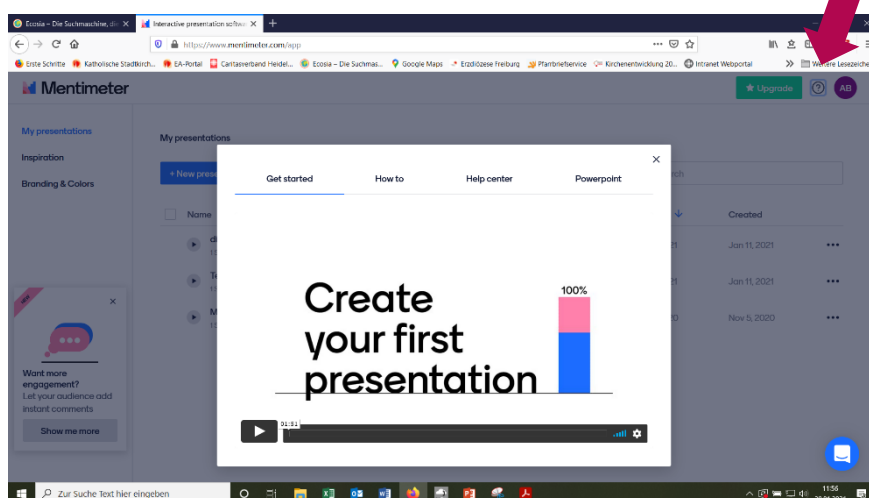 Ecosia – Die Suchmaschine, di
Interactive presentation softwa
https://www.mentimeter.com/app
Erste Schritte
Katholische Stadtkirch...
EA-Portal
Caritasverband Heidel...
Ecosia – Die Suchmas...
Google Maps
Erzdiözese Freiburg
Pfarrbriefservice
Kirchenentwicklung 20...
Intranet Webportal
Weitere Lesezeiche
Mentimeter
Upgrade
AB
My presentations
Inspiration
Branding & Colors
My presentations
+ New prese
Name
Created
Jan 11, 2021
Jan 11, 2021
Nov 5, 2020
Get started
How to
Help center
Powerpoint
Create
your first
presentation
100%
01:31
NEW
Want more
engagement?
Let your audience add
instant comments
Show me more
Zur Suche Text hier eingeben
11:56